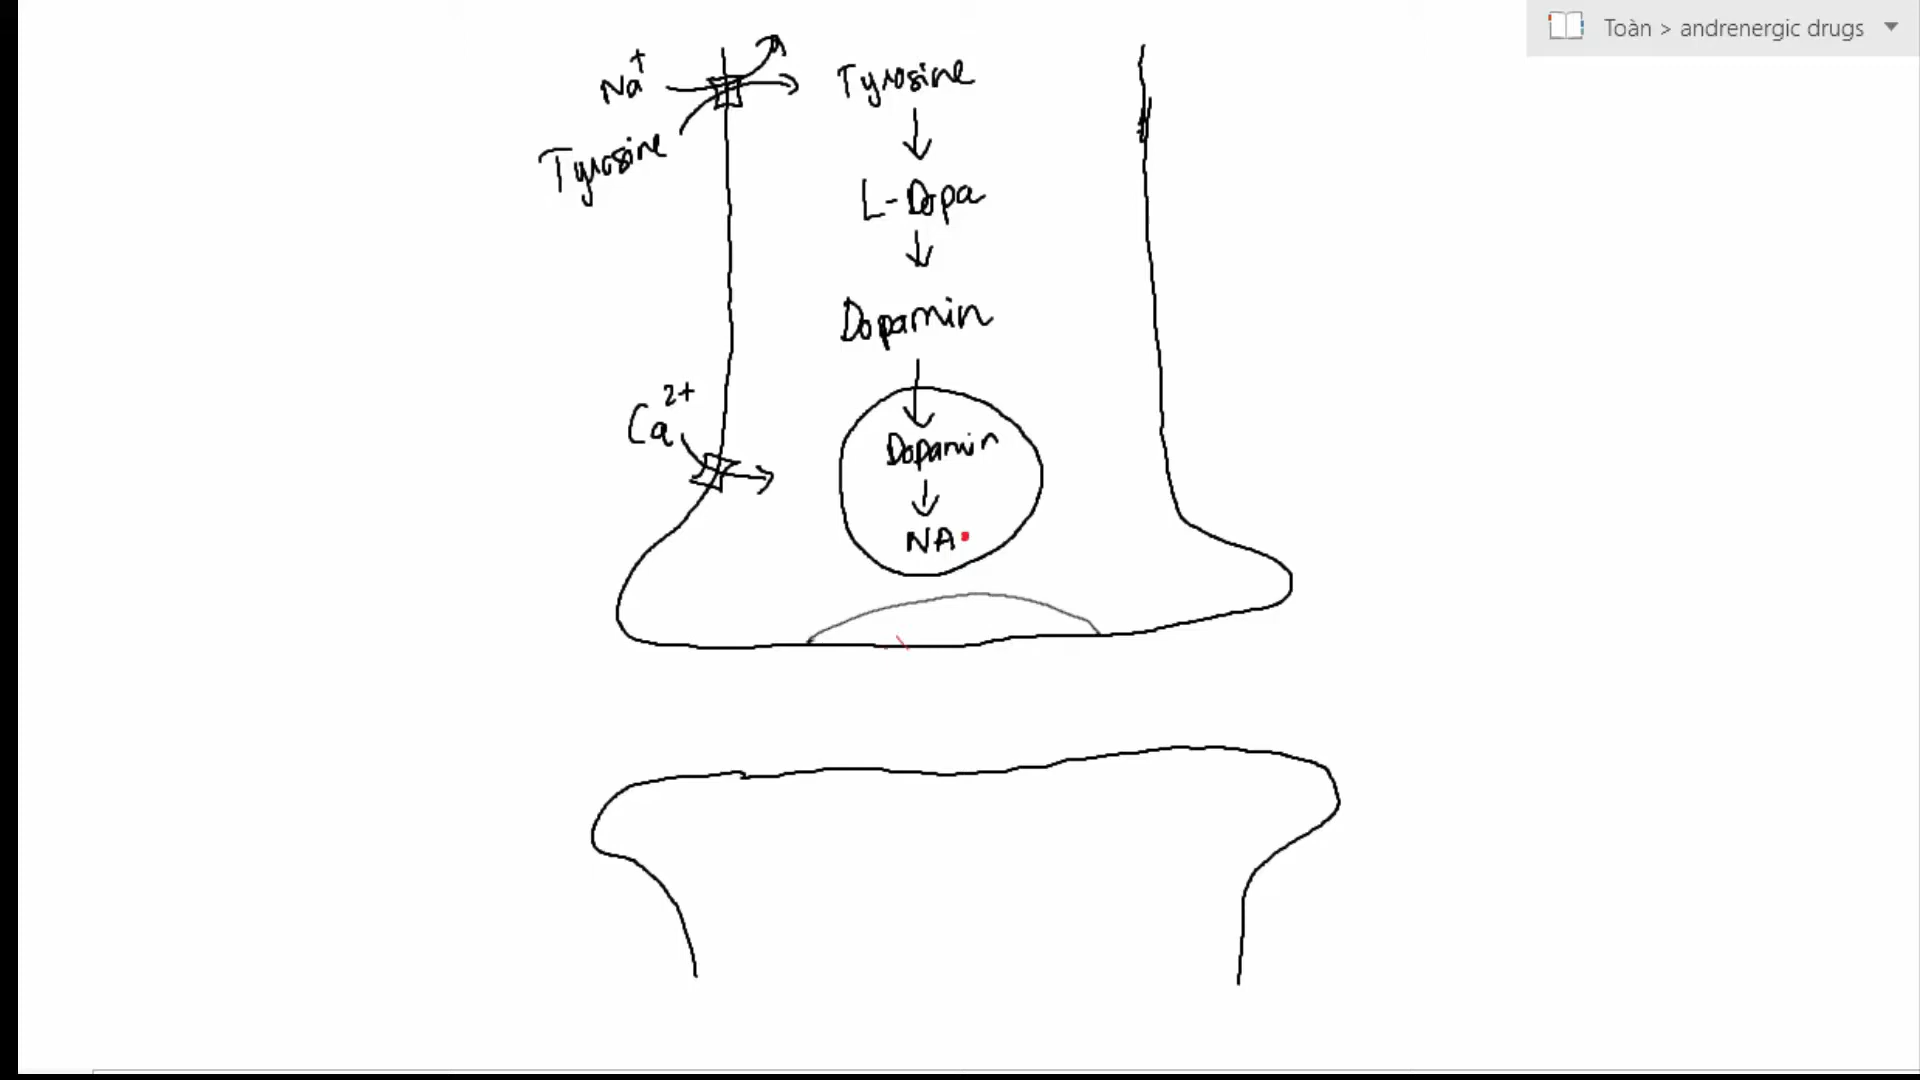 Toàn > andrenergic drugs
Na+
Tyrosine
Tyrosine
L-Dopa
Dopamin
Ca2+
Dopamin
NA